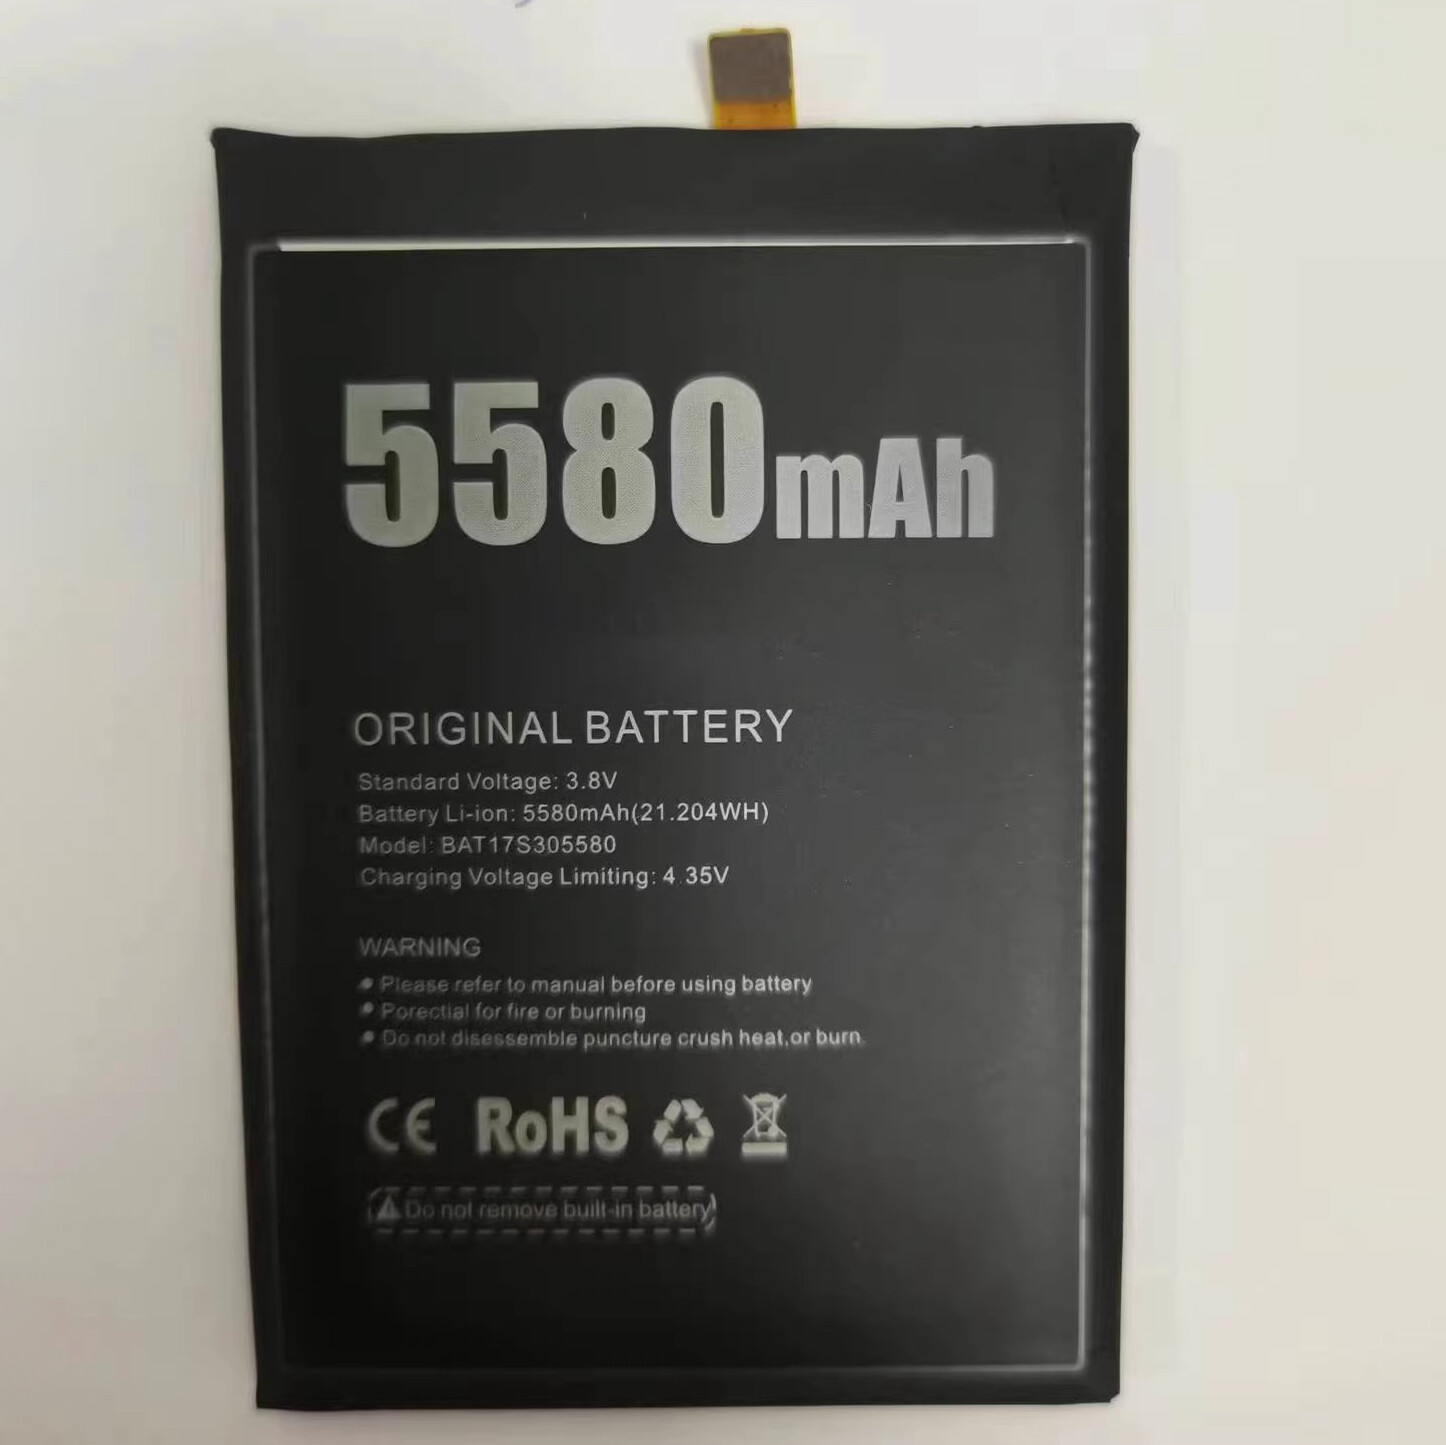 5580mAh
ORIGINAL BATTERY
Standard Voltage: 3.8V
Battery Li-ion: 5580mAh(21.204WH)
Model: BAT17S305580
Charging Voltage Limiting: 4.35V
WARNING
• Please refer to manual before using battery
• Porectial for fire or burning
• Do not disessemble puncture crush heat,or burn.
CE RoHS
Do not remove built-in battery